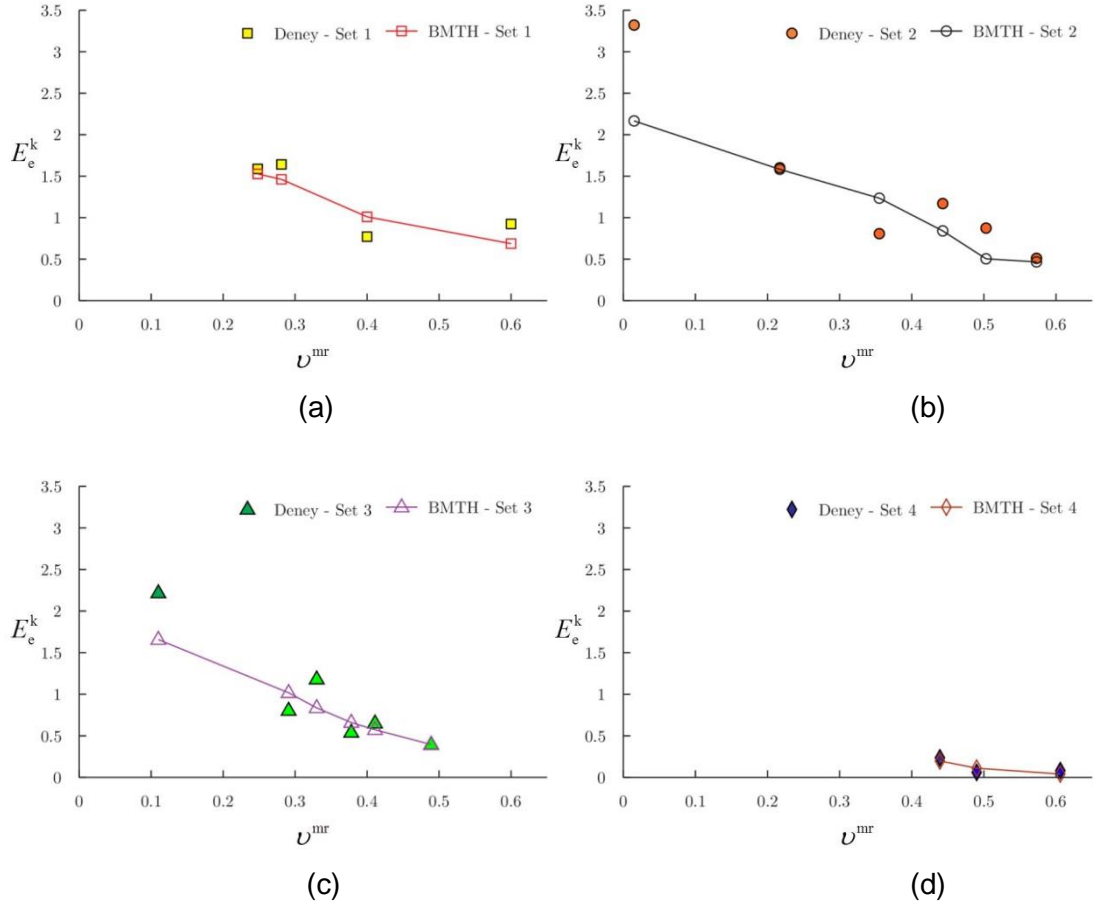 3.5
Deney - Set 1 BMTH - Set 1
3
2.5
2
E_e^k
1.5
1
0.5
0
0 0.1 0.2 0.3 0.4 0.5 0.6
υ^mr
(a)
3.5
Deney - Set 2 BMTH - Set 2
3
2.5
2
E_e^k
1.5
1
0.5
0
0 0.1 0.2 0.3 0.4 0.5 0.6
υ^mr
(b)
3.5
Deney - Set 3 BMTH - Set 3
3
2.5
2
E_e^k
1.5
1
0.5
0
0 0.1 0.2 0.3 0.4 0.5 0.6
υ^mr
(c)
3.5
Deney - Set 4 BMTH - Set 4
3
2.5
2
E_e^k
1.5
1
0.5
0
0 0.1 0.2 0.3 0.4 0.5 0.6
υ^mr
(d)